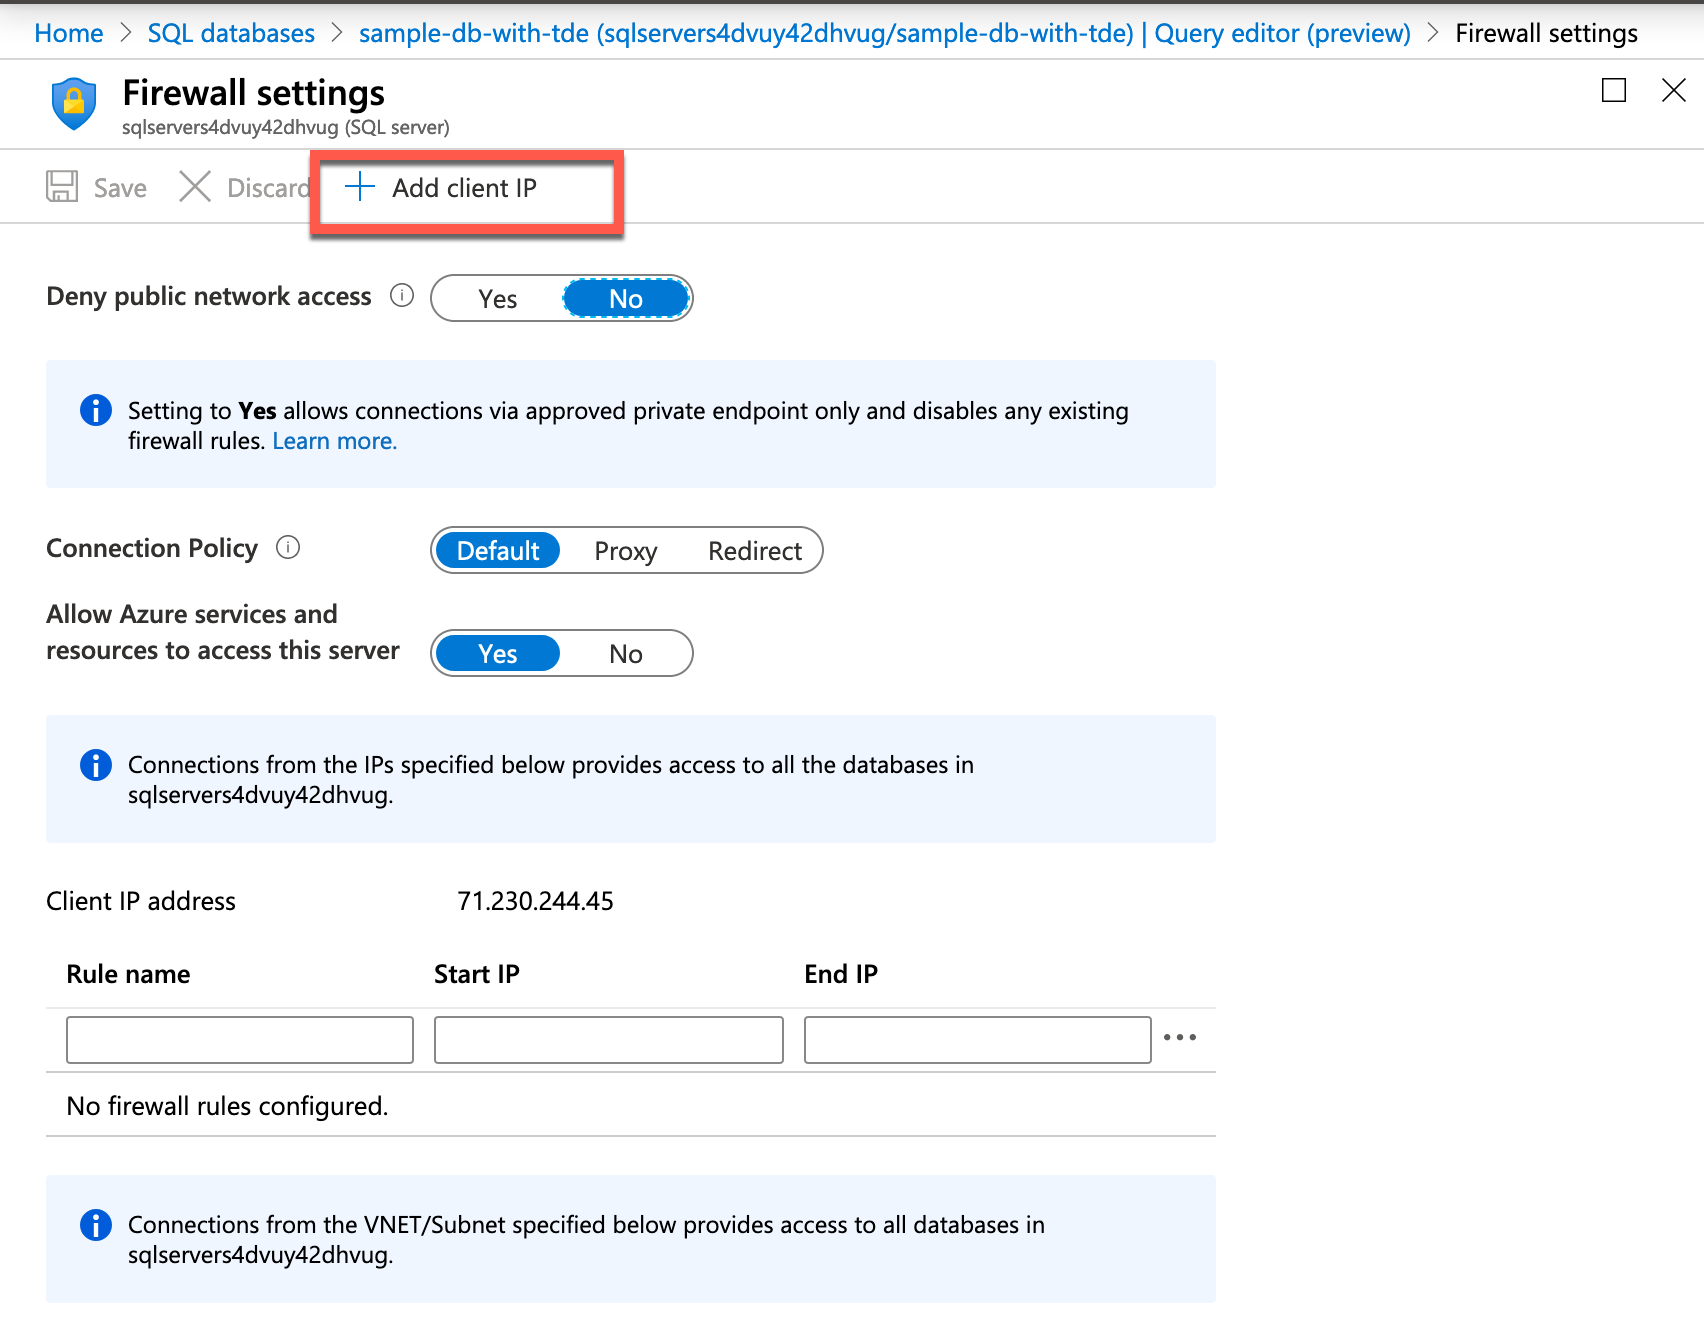 Home > SQL databases > sample-db-with-tde (sqlservers4dvuy42dhvug/sample-db-with-tde) | Query editor (preview) > Firewall settings
Firewall settings
sqlservers4dvuy42dhvug (SQL server)
Save Discard Add client IP
Deny public network access Yes No
Setting to Yes allows connections via approved private endpoint only and disables any existing
firewall rules. Learn more.
Connection Policy Default Proxy Redirect
Allow Azure services and
resources to access this server Yes No
Connections from the IPs specified below provides access to all the databases in
sqlservers4dvuy42dhvug.
Client IP address 71.230.244.45
Rule name Start IP End IP
No firewall rules configured.
Connections from the VNET/Subnet specified below provides access to all databases in
sqlservers4dvuy42dhvug.